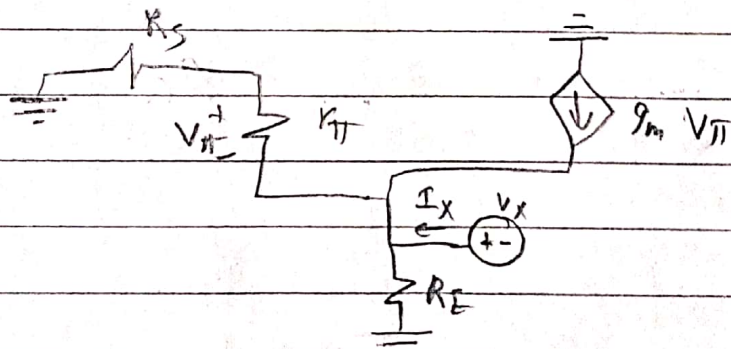 RS
+
Vπ
-
rπ
gm Vπ
IX
VX
+ -
RE